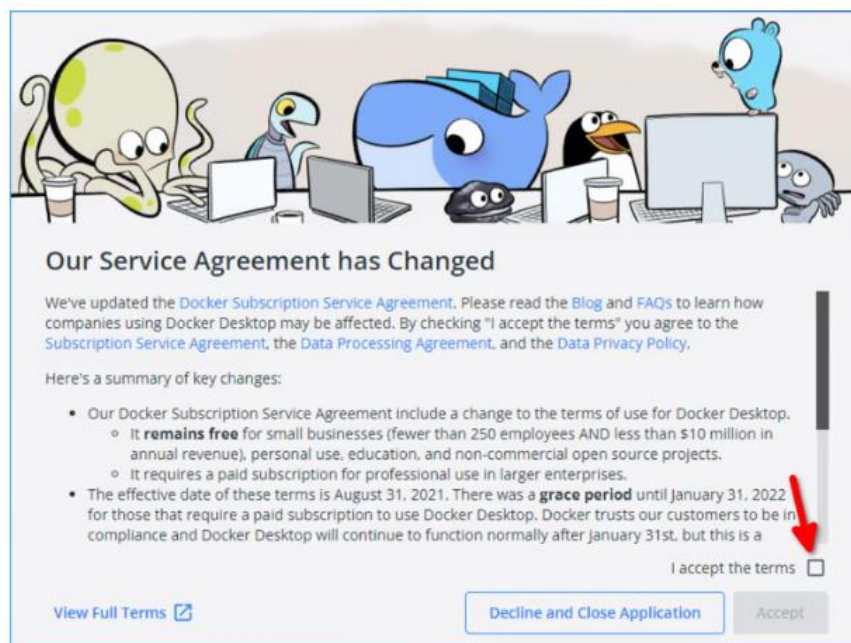 Our Service Agreement has Changed
We've updated the Docker Subscription Service Agreement. Please read the Blog and FAQs to learn how
companies using Docker Desktop may be affected. By checking "I accept the terms" you agree to the
Subscription Service Agreement, the Data Processing Agreement, and the Data Privacy Policy.
Here's a summary of key changes:
• Our Docker Subscription Service Agreement include a change to the terms of use for Docker Desktop.
○ It remains free for small businesses (fewer than 250 employees AND less than $10 million in
annual revenue), personal use, education, and non-commercial open source projects.
○ It requires a paid subscription for professional use in larger enterprises.
• The effective date of these terms is August 31, 2021. There was a grace period until January 31, 2022
for those that require a paid subscription to use Docker Desktop. Docker trusts our customers to be in
compliance and Docker Desktop will continue to function normally after January 31st, but this is a
I accept the terms
View Full Terms
Decline and Close Application
Accept